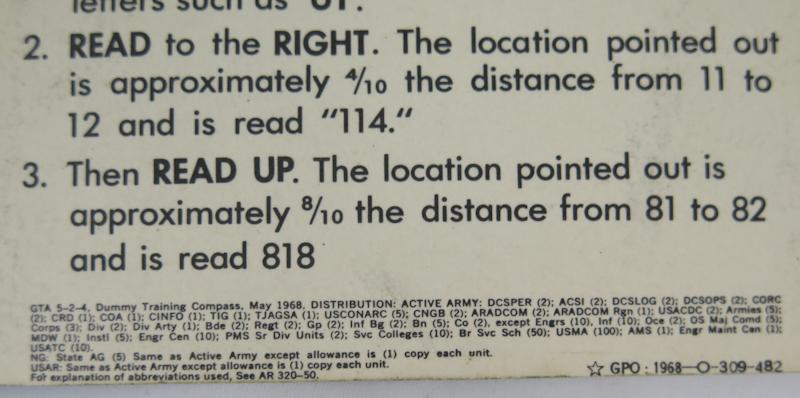 letters such as "UT."
2. READ to the RIGHT. The location pointed out
is approximately 4/10 the distance from 11 to
12 and is read "114."
3. Then READ UP. The location pointed out is
approximately 8/10 the distance from 81 to 82
and is read 818
GTA 5-2-4, Dummy Training Compass, May 1968. DISTRIBUTION: ACTIVE ARMY: DCSPER (2); ACSI (2); DCSLOG (2); DCSOPS (2); CORC
(2); CRD (1); COA (1); CINFO (1); TIG (1); TJAGSA (1); USCONARC (5); CNGB (2); ARADCOM (2); ARADCOM Rgn (1); USACDC (2); Armies (5);
Corps (3); Div (2); Div Arty (1); Bde (2); Regt (2); Gp (2); Inf Bg (2); Bn (5); Co (2), except Engrs (10), Inf (10); Oce (2); OS Maj Comd (5);
MDW (1); Instl (5); Engr Cen (10); PMS Sr Div Units (2); Svc Colleges (10); Br Svc Sch (50); USMA (100); AMS (1); Engr Maint Cen (1);
USATC (10).
NG: State AG (5) Same as Active Army except allowance is (1) copy each unit.
USAR: Same as Active Army except allowance is (1) copy each unit.
For explanation of abbreviations used, See AR 320-50.
☆ GPO : 1968—O-309-482